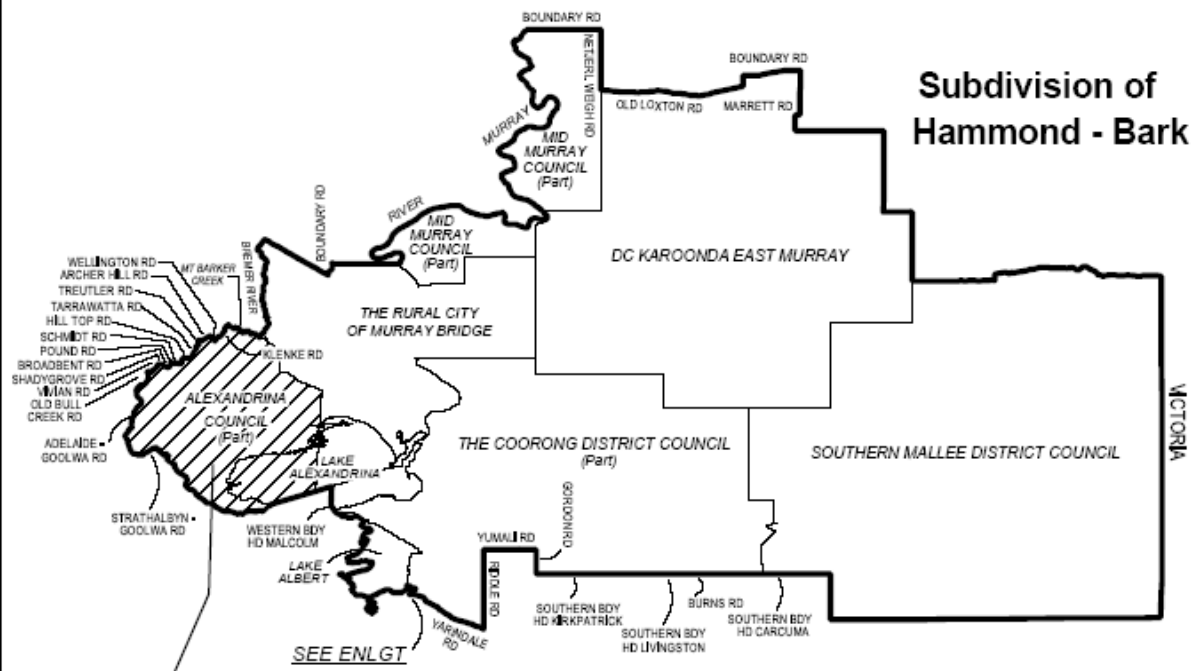 BOUNDARY RD
NETJERL WEIGH RD
BOUNDARY RD
OLD LOXTON RD
MARRETT RD
Subdivision of
Hammond - Bark
MURRAY
MID
MURRAY
COUNCIL
(Part)
RIVER
BOUNDARY RD
MID
MURRAY
COUNCIL
(Part)
DC KAROONDA EAST MURRAY
BREMER RIVER
MT BARKER
CREEK
WELLINGTON RD
ARCHER HILL RD
TREUTLER RD
TARRAWATTA RD
HILL TOP RD
SCHMIDT RD
POUND RD
BROADBENT RD
SHADYGROVE RD
VIVIAN RD
OLD BULL
CREEK RD
ADELAIDE -
GOOLWA RD
THE RURAL CITY
OF MURRAY BRIDGE
KLENKE RD
ALEXANDRINA
COUNCIL
(Part)
LAKE
ALEXANDRINA
THE COORONG DISTRICT COUNCIL
(Part)
SOUTHERN MALLEE DISTRICT COUNCIL
VICTORIA
STRATHALBYN -
GOOLWA RD
WESTERN BDY
HD MALCOLM
LAKE
ALBERT
YUMALI RD
GORDON RD
RIDDLE RD
YARINDALE
RD
SOUTHERN BDY
HD KIRKPATRICK
SOUTHERN BDY
HD LIVINGSTON
BURNS RD
SOUTHERN BDY
HD CARCUMA
SEE ENLGT